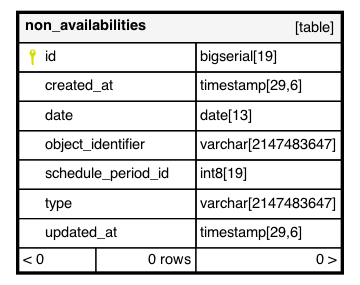 non_availabilities [table]
id bigserial[19]
created_at timestamp[29,6]
date date[13]
object_identifier varchar[2147483647]
schedule_period_id int8[19]
type varchar[2147483647]
updated_at timestamp[29,6]
< 0 0 rows 0 >